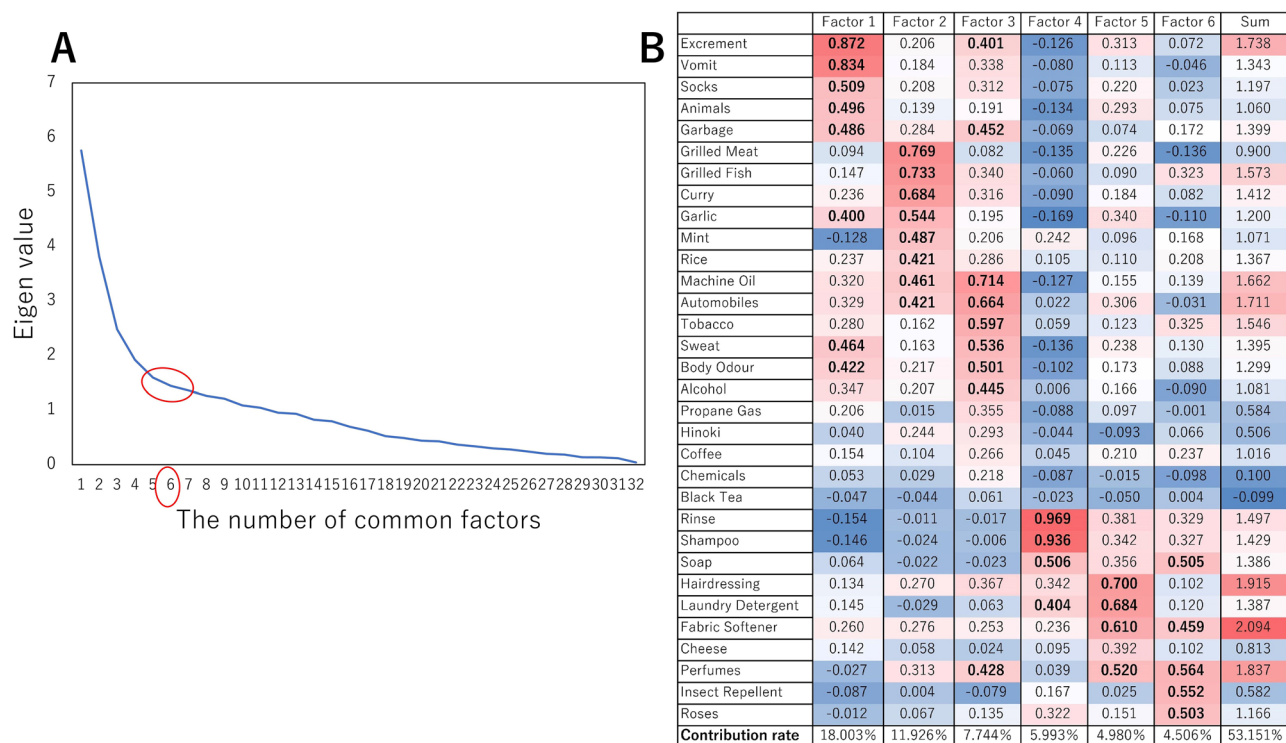 A
7
6
5
4
3
2
1
0
Eigen value
1 2 3 4 5 6 7 8 9 10 11 12 13 14 15 16 17 18 19 20 21 22 23 24 25 26 27 28 29 30 31 32
The number of common factors
B
Factor 1 Factor 2 Factor 3 Factor 4 Factor 5 Factor 6 Sum
Excrement 0.872 0.206 0.401 -0.126 0.313 0.072 1.738
Vomit 0.834 0.184 0.338 -0.080 0.113 -0.046 1.343
Socks 0.509 0.208 0.312 -0.075 0.220 0.023 1.197
Animals 0.496 0.139 0.191 -0.134 0.293 0.075 1.060
Garbage 0.486 0.284 0.452 -0.069 0.074 0.172 1.399
Grilled Meat 0.094 0.769 0.082 -0.135 0.226 -0.136 0.900
Grilled Fish 0.147 0.733 0.340 -0.060 0.090 0.323 1.573
Curry 0.236 0.684 0.316 -0.090 0.184 0.082 1.412
Garlic 0.400 0.544 0.195 -0.169 0.340 -0.110 1.200
Mint -0.128 0.487 0.206 0.242 0.096 0.168 1.071
Rice 0.237 0.421 0.286 0.105 0.110 0.208 1.367
Machine Oil 0.320 0.461 0.714 -0.127 0.155 0.139 1.662
Automobiles 0.329 0.421 0.664 0.022 0.306 -0.031 1.711
Tobacco 0.280 0.162 0.597 0.059 0.123 0.325 1.546
Sweat 0.464 0.163 0.536 -0.136 0.238 0.130 1.395
Body Odour 0.422 0.217 0.501 -0.102 0.173 0.088 1.299
Alcohol 0.347 0.207 0.445 0.006 0.166 -0.090 1.081
Propane Gas 0.206 0.015 0.355 -0.088 0.097 -0.001 0.584
Hinoki 0.040 0.244 0.293 -0.044 -0.093 0.066 0.506
Coffee 0.154 0.104 0.266 0.045 0.210 0.237 1.016
Chemicals 0.053 0.029 0.218 -0.087 -0.015 -0.098 0.100
Black Tea -0.047 -0.044 0.061 -0.023 -0.050 0.004 -0.099
Rinse -0.154 -0.011 -0.017 0.969 0.381 0.329 1.497
Shampoo -0.146 -0.024 -0.006 0.936 0.342 0.327 1.429
Soap 0.064 -0.022 -0.023 0.506 0.356 0.505 1.386
Hairdressing 0.134 0.270 0.367 0.342 0.700 0.102 1.915
Laundry Detergent 0.145 -0.029 0.063 0.404 0.684 0.120 1.387
Fabric Softener 0.260 0.276 0.253 0.236 0.610 0.459 2.094
Cheese 0.142 0.058 0.024 0.095 0.392 0.102 0.813
Perfumes -0.027 0.313 0.428 0.039 0.520 0.564 1.837
Insect Repellent -0.087 0.004 -0.079 0.167 0.025 0.552 0.582
Roses -0.012 0.067 0.135 0.322 0.151 0.503 1.166
Contribution rate 18.003% 11.926% 7.744% 5.993% 4.980% 4.506% 53.151%